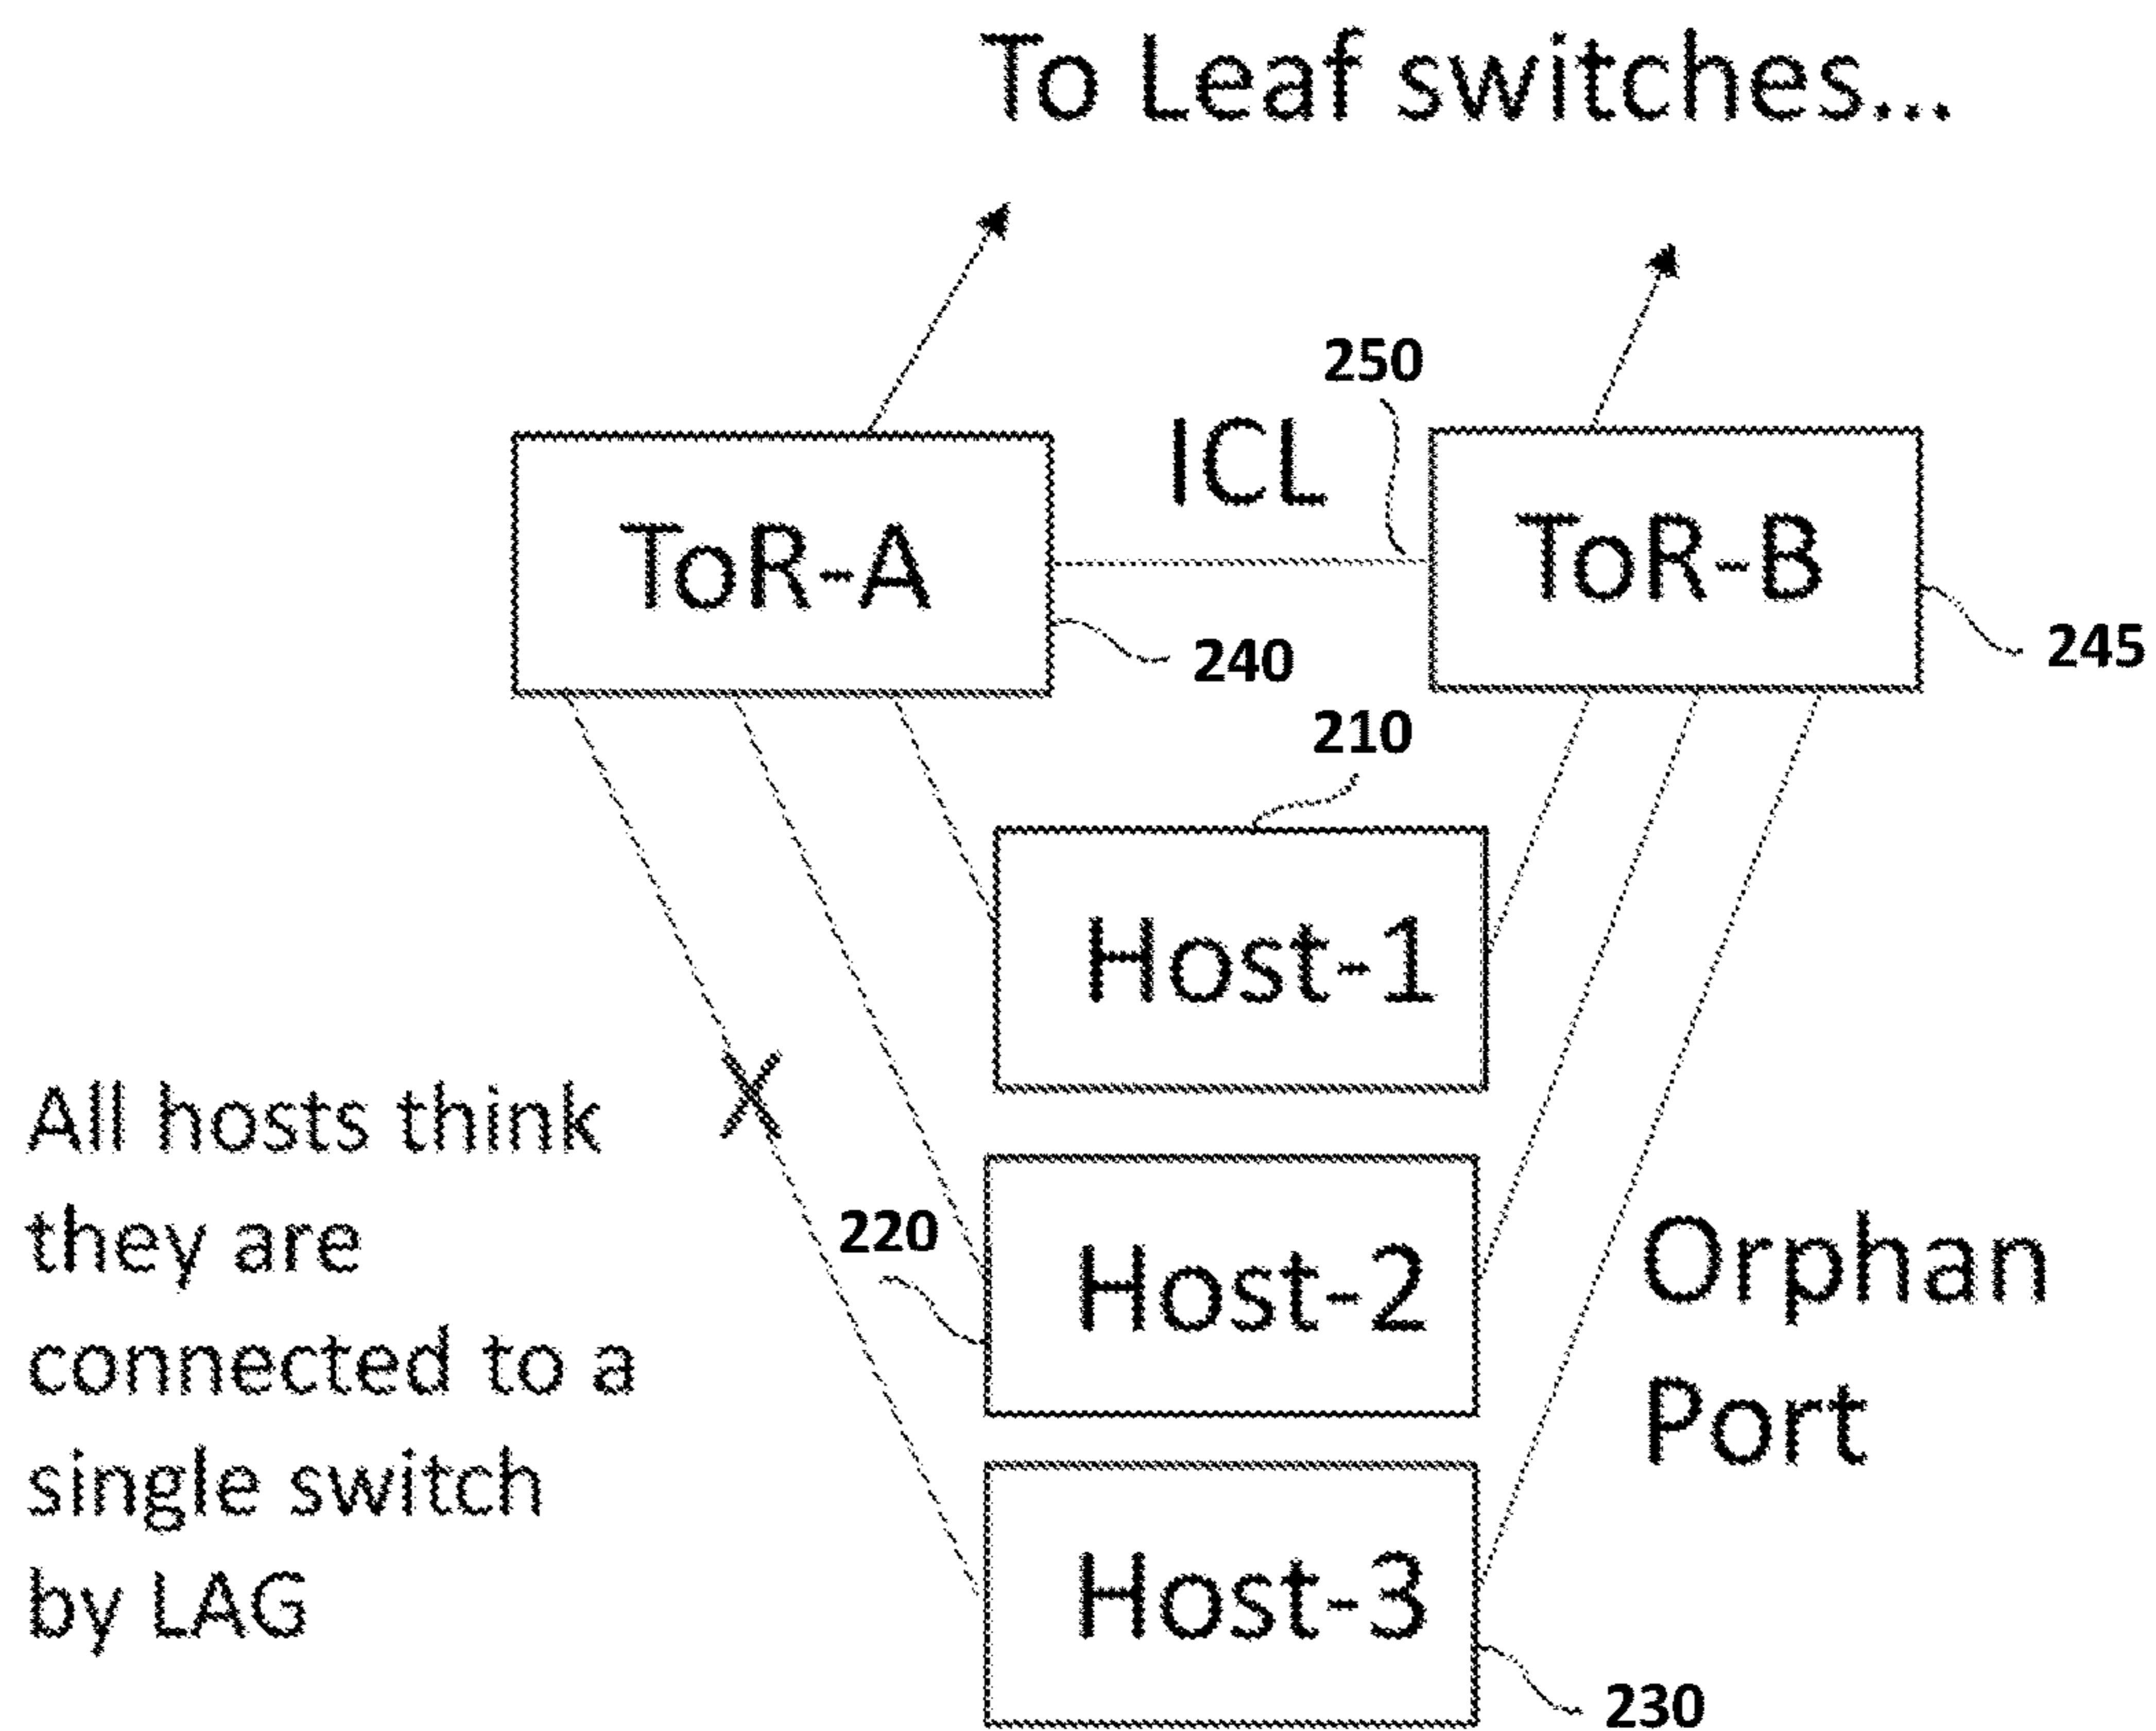 To Leaf switches...
250
ICL
ToR-A
ToR-B
240
245
210
Host-1
X
All hosts think
they are
connected to a
single switch
by LAG
220
Host-2
Orphan
Port
Host-3
230